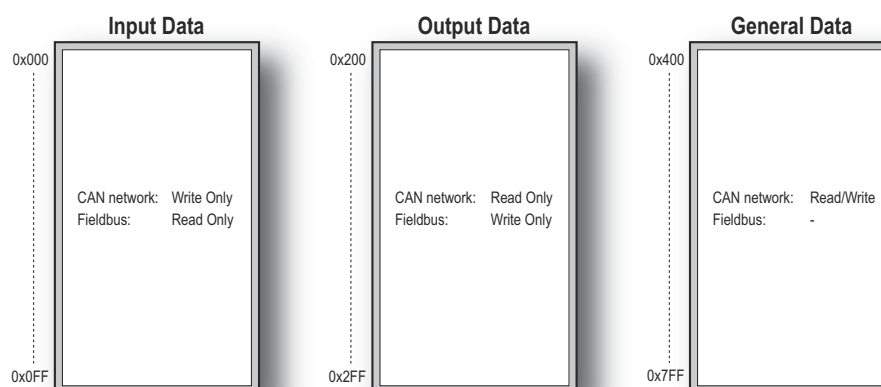 Input Data
0x000
CAN network: Write Only
Fieldbus: Read Only
0x0FF
Output Data
0x200
CAN network: Read Only
Fieldbus: Write Only
0x2FF
General Data
0x400
CAN network: Read/Write
Fieldbus: -
0x7FF